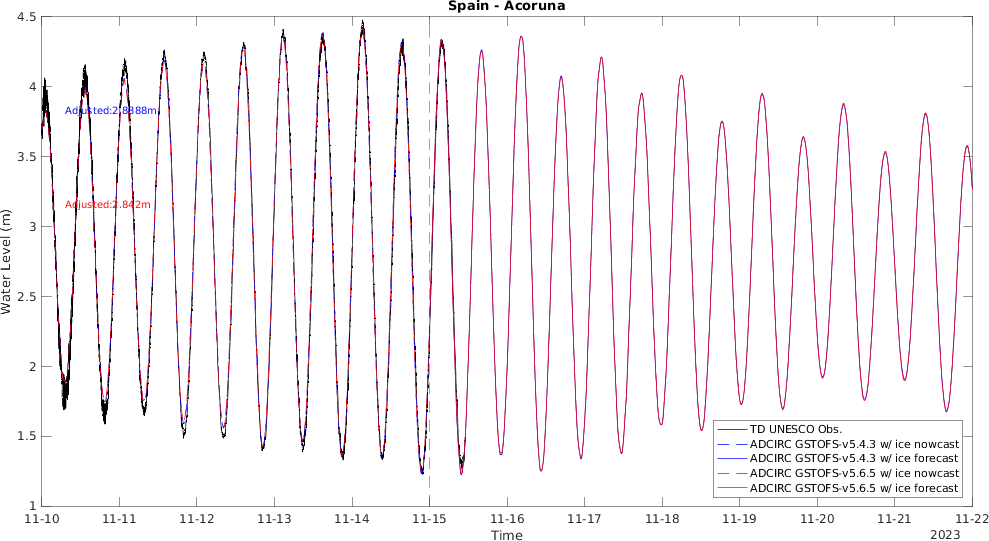 Spain - Acoruna
4.5
4
3.5
3
2.5
2
1.5
1
Water Level (m)
Adjusted:2.8388m
Adjusted:2.842m
TD UNESCO Obs.
ADCIRC GSTOFS-v5.4.3 w/ ice nowcast
ADCIRC GSTOFS-v5.4.3 w/ ice forecast
ADCIRC GSTOFS-v5.6.5 w/ ice nowcast
ADCIRC GSTOFS-v5.6.5 w/ ice forecast
11-10 11-11 11-12 11-13 11-14 11-15 11-16 11-17 11-18 11-19 11-20 11-21 11-22
Time
2023